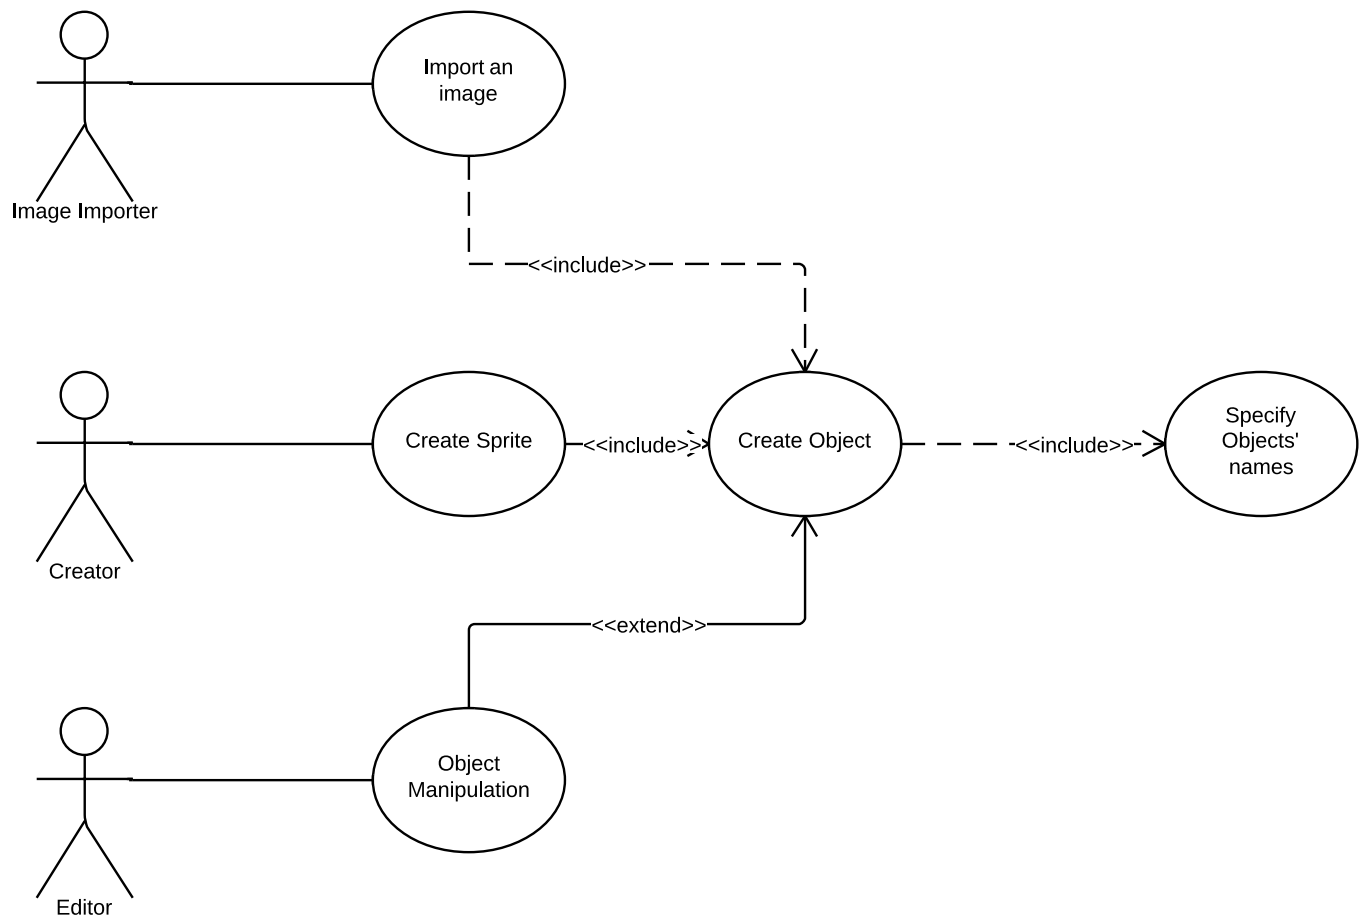 Import an
image
Image Importer
<<include>>
Create Sprite
<<include>>
Create Object
<<include>>
Specify
Objects'
names
Creator
<<extend>>
Object
Manipulation
Editor